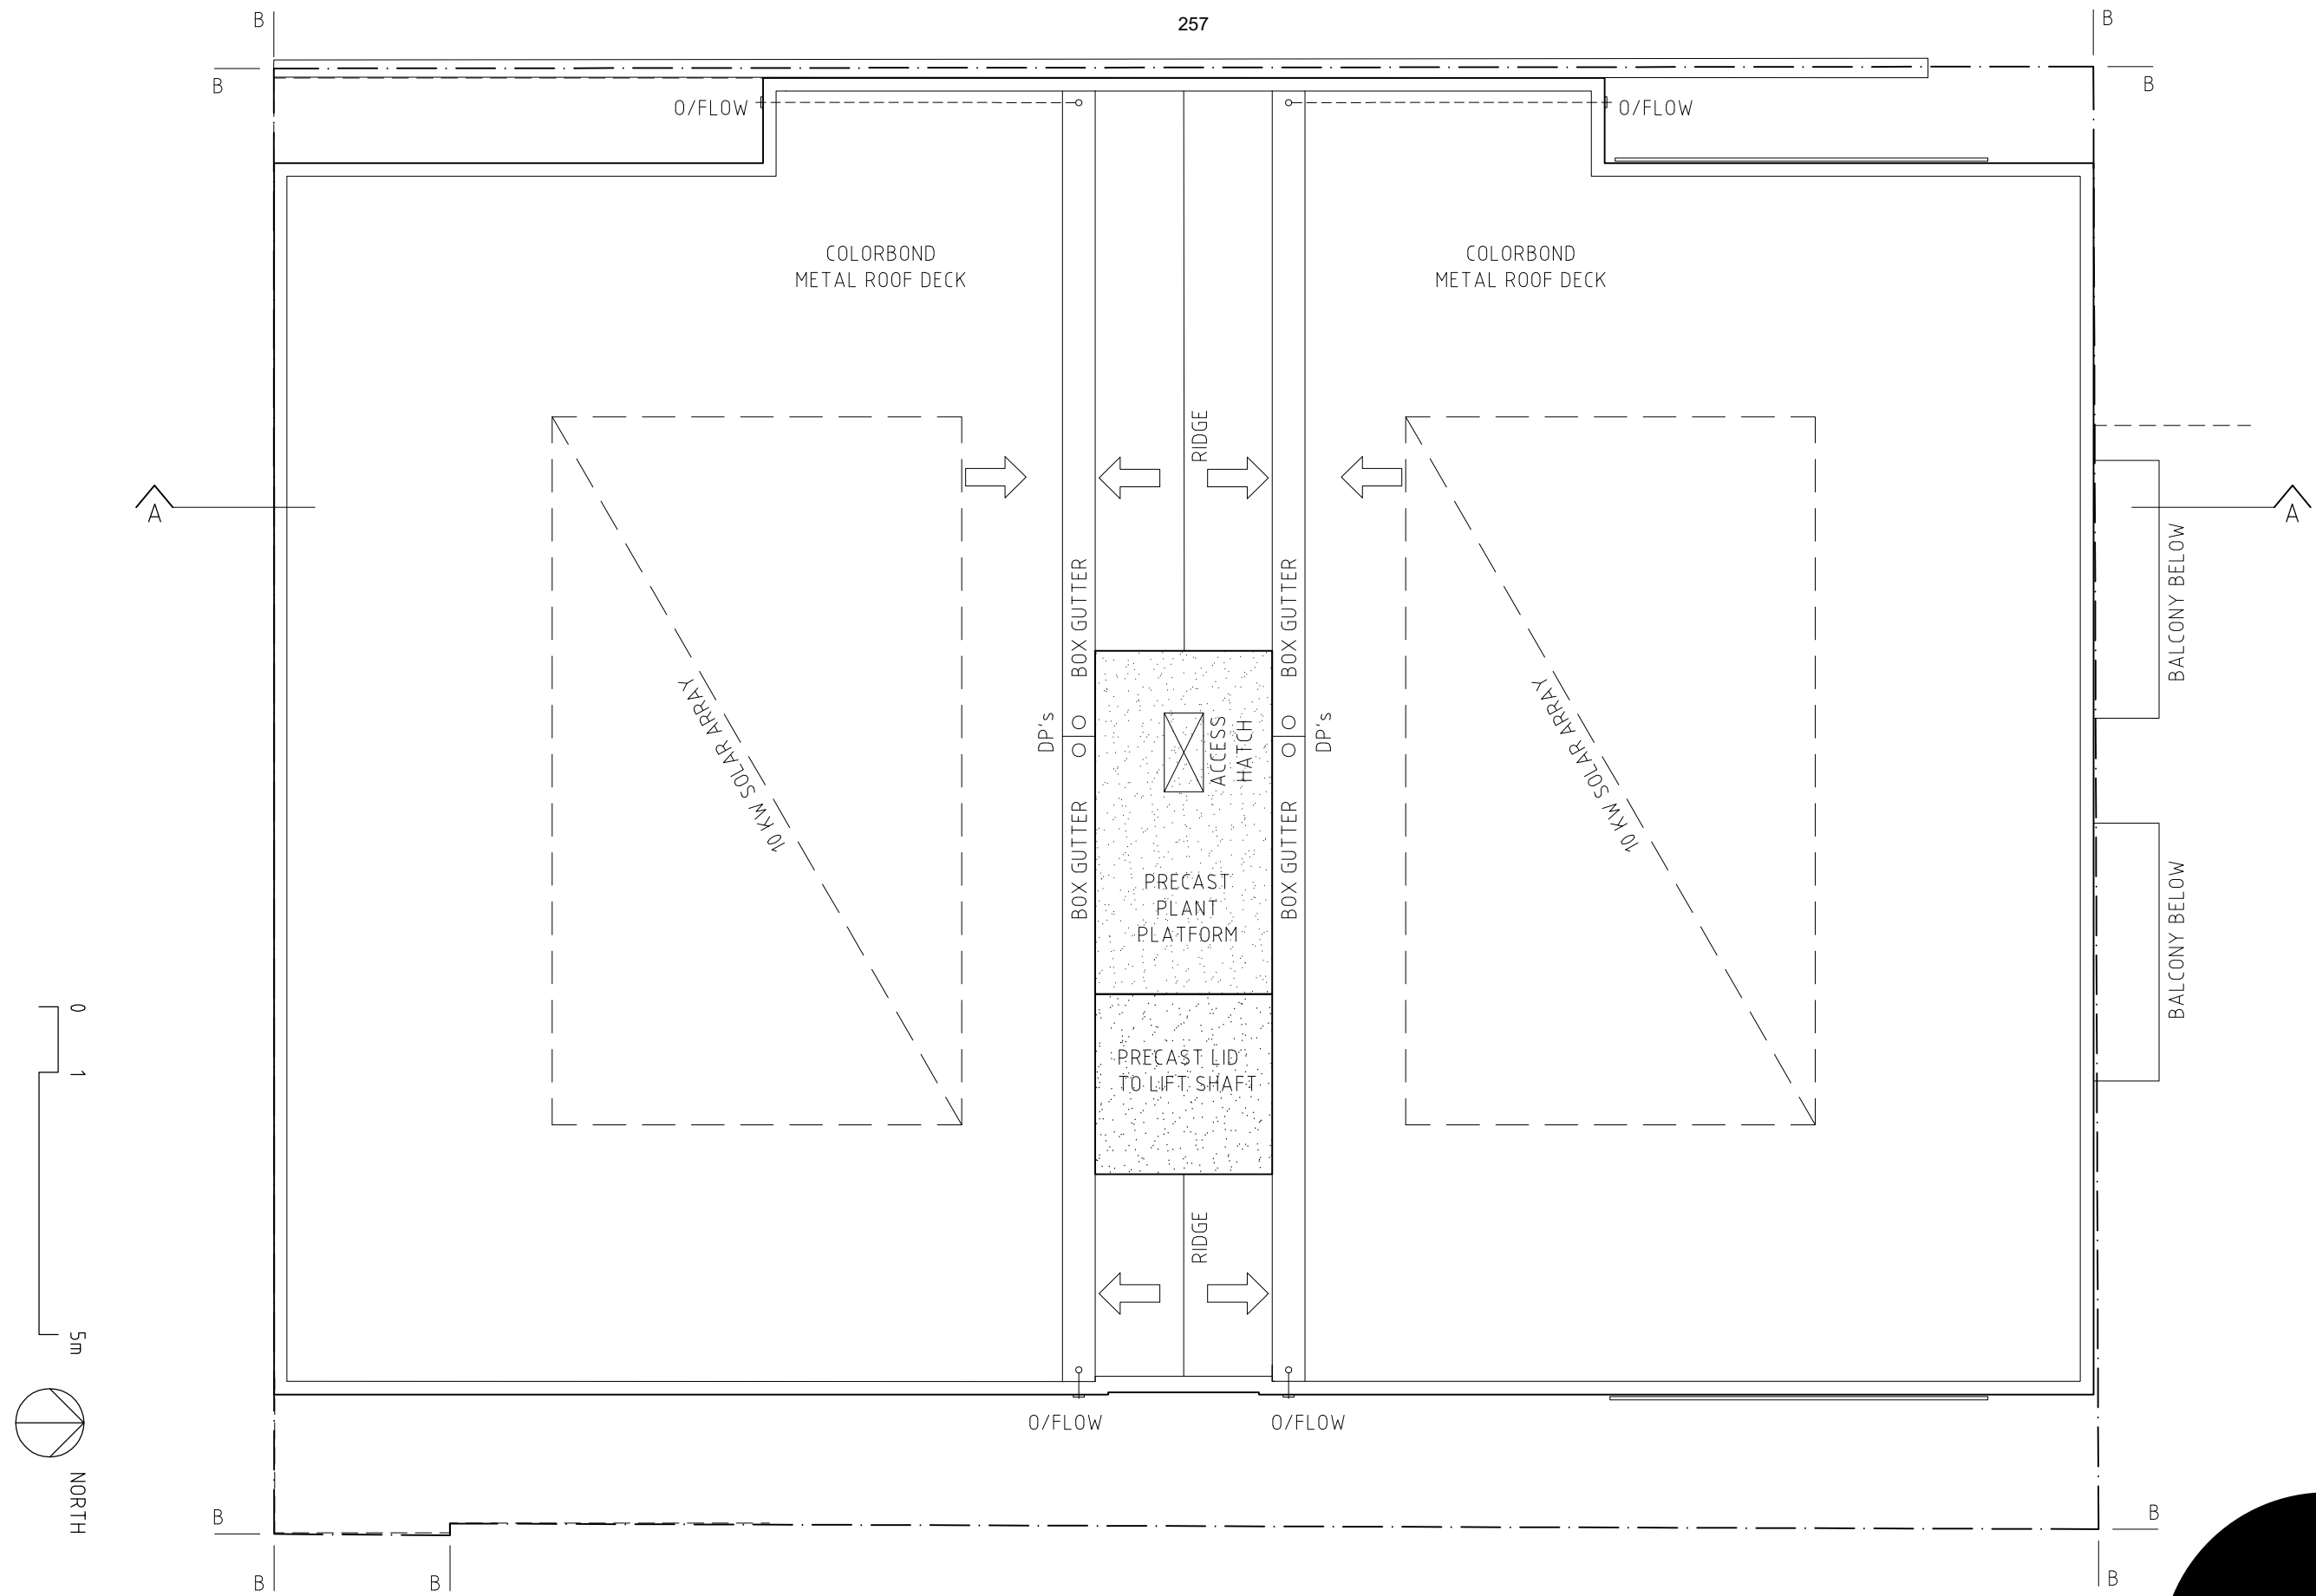 B
257
B
B
B
O/FLOW
O/FLOW
COLORBOND
METAL ROOF DECK
COLORBOND
METAL ROOF DECK
RIDGE
A
A
BOX GUTTER
BOX GUTTER
BALCONY BELOW
10 KW SOLAR ARRAY
10 KW SOLAR ARRAY
DP's
ACCESS
HATCH
DP's
BOX GUTTER
BOX GUTTER
PRECAST
PLANT
PLATFORM
BALCONY BELOW
0
1
5m
PRECAST LID
TO LIFT SHAFT
RIDGE
O/FLOW
O/FLOW
NORTH
B
B
B
B
B